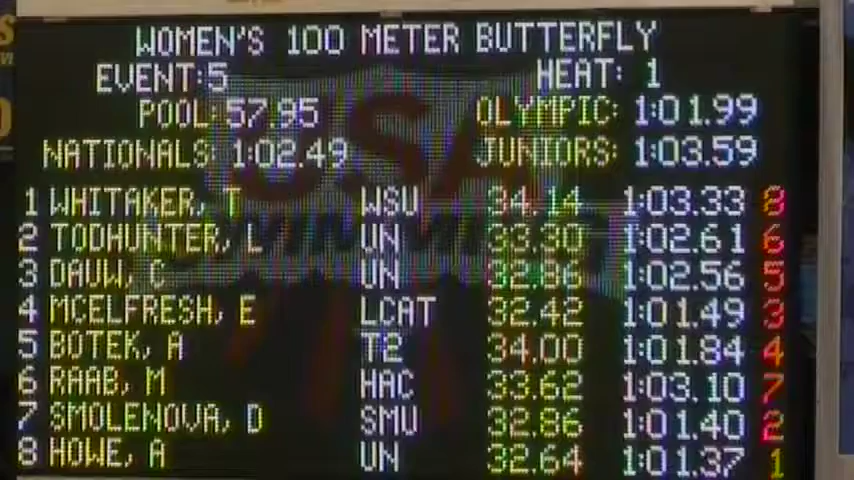 WOMEN'S 100 METER BUTTERFLY
EVENT:5 HEAT: 1
POOL:57.95 OLYMPIC: 1:01.99
NATIONALS: 1:02.49 JUNIORS: 1:03.59
1 WHITAKER, T WSU 34.14 1:03.33 8
2 TODHUNTER, L UN 33.30 1:02.61 6
3 DAUW, C UN 32.86 1:02.56 5
4 MCELFRESH, E LCAT 32.42 1:01.49 3
5 BOTEK, A T2 34.00 1:01.84 4
6 RAAB, M HAC 33.62 1:03.10 7
7 SMOLENOVA, D SMU 32.86 1:01.40 2
8 HOWE, A UN 32.64 1:01.37 1